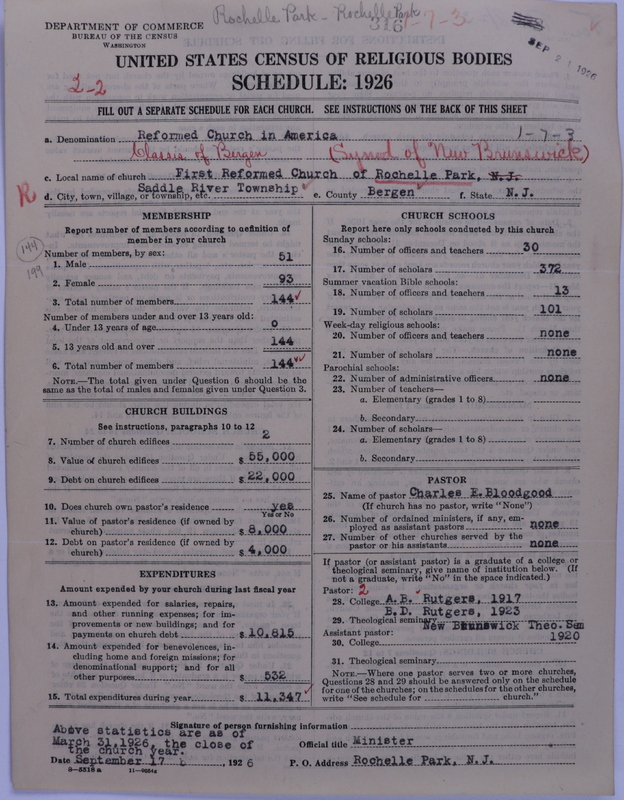 Rochelle Park - Rochelle Park
316 1-7-3
DEPARTMENT OF COMMERCE
BUREAU OF THE CENSUS
WASHINGTON
SEP 21 1926
UNITED STATES CENSUS OF RELIGIOUS BODIES
SCHEDULE: 1926
2-2
FILL OUT A SEPARATE SCHEDULE FOR EACH CHURCH. SEE INSTRUCTIONS ON THE BACK OF THIS SHEET
a. Denomination Reformed Church in America 1-7-3
Classis of Bergen (Synod of New Brunswick)
c. Local name of church First Reformed Church of Rochelle Park, N.J.
R d. City, town, village, or township, etc. Saddle River Township e. County Bergen f. State N.J.
MEMBERSHIP
Report number of members according to definition of
member in your church
144
199
Number of members, by sex:
1. Male 51
2. Female 93
3. Total number of members 144
Number of members under and over 13 years old:
4. Under 13 years of age 0
5. 13 years old and over 144
6. Total number of members 144
NOTE.—The total given under Question 6 should be the
same as the total of males and females given under Question 3.
CHURCH BUILDINGS
See instructions, paragraphs 10 to 12
7. Number of church edifices 2
8. Value of church edifices $ 55,000
9. Debt on church edifices $ 22,000
10. Does church own pastor's residence yes
Yes or No
11. Value of pastor's residence (if owned by
church) $ 8,000
12. Debt on pastor's residence (if owned by
church) $ 4,000
EXPENDITURES
Amount expended by your church during last fiscal year
13. Amount expended for salaries, repairs,
and other running expenses; for im-
provements or new buildings; and for
payments on church debt $ 10,815
14. Amount expended for benevolences, in-
cluding home and foreign missions; for
denominational support; and for all
other purposes $ 532
15. Total expenditures during year $ 11,347
CHURCH SCHOOLS
Report here only schools conducted by this church
Sunday schools:
16. Number of officers and teachers 30
17. Number of scholars 372
Summer vacation Bible schools:
18. Number of officers and teachers 13
19. Number of scholars 101
Week-day religious schools:
20. Number of officers and teachers none
21. Number of scholars none
Parochial schools:
22. Number of administrative officers none
23. Number of teachers—
a. Elementary (grades 1 to 8)
b. Secondary
24. Number of scholars—
a. Elementary (grades 1 to 8)
b. Secondary
PASTOR
25. Name of pastor Charles E. Bloodgood
(If church has no pastor, write "None")
26. Number of ordained ministers, if any, em-
ployed as assistant pastors none
27. Number of other churches served by the
pastor or his assistants none
If pastor (or assistant pastor) is a graduate of a college or
theological seminary, give name of institution below. (If
not a graduate, write "No" in the space indicated.)
Pastor: 2
28. College A.B. Rutgers, 1917
B.D. Rutgers, 1923
29. Theological seminary New Brunswick Theo. Sem
Assistant pastor: 1920
30. College
31. Theological seminary
NOTE.—Where one pastor serves two or more churches,
Questions 28 and 29 should be answered only on the schedule
for one of the churches; on the schedules for the other churches,
write "See schedule for church."
Signature of person furnishing information
Above statistics are as of
March 31,1926, the close of
the church year.
Official title Minister
Date September 17, 1926
P. O. Address Rochelle Park, N.J.
8—5518 a 11—9064